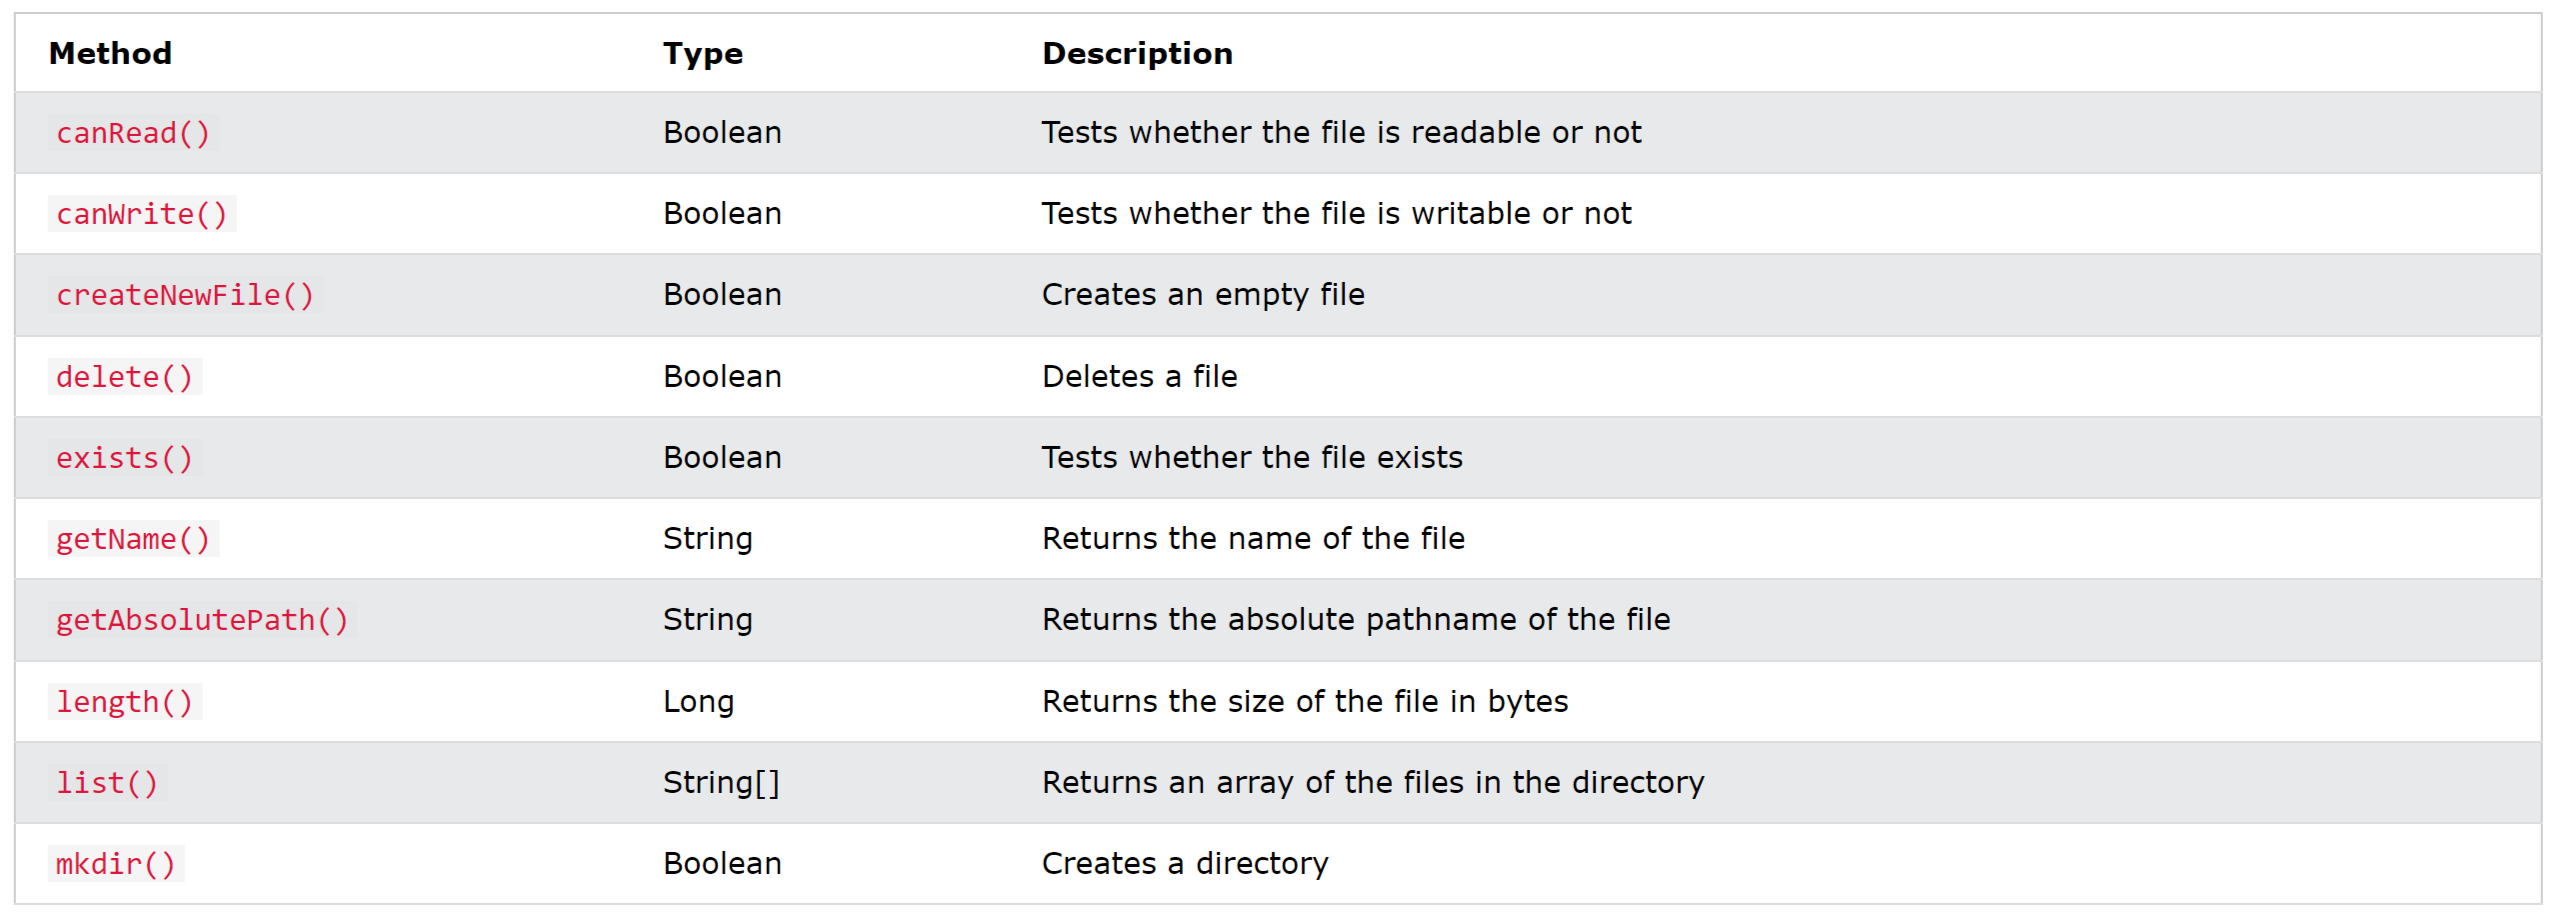 Method Type Description
canRead() Boolean Tests whether the file is readable or not
canWrite() Boolean Tests whether the file is writable or not
createNewFile() Boolean Creates an empty file
delete() Boolean Deletes a file
exists() Boolean Tests whether the file exists
getName() String Returns the name of the file
getAbsolutePath() String Returns the absolute pathname of the file
length() Long Returns the size of the file in bytes
list() String[] Returns an array of the files in the directory
mkdir() Boolean Creates a directory